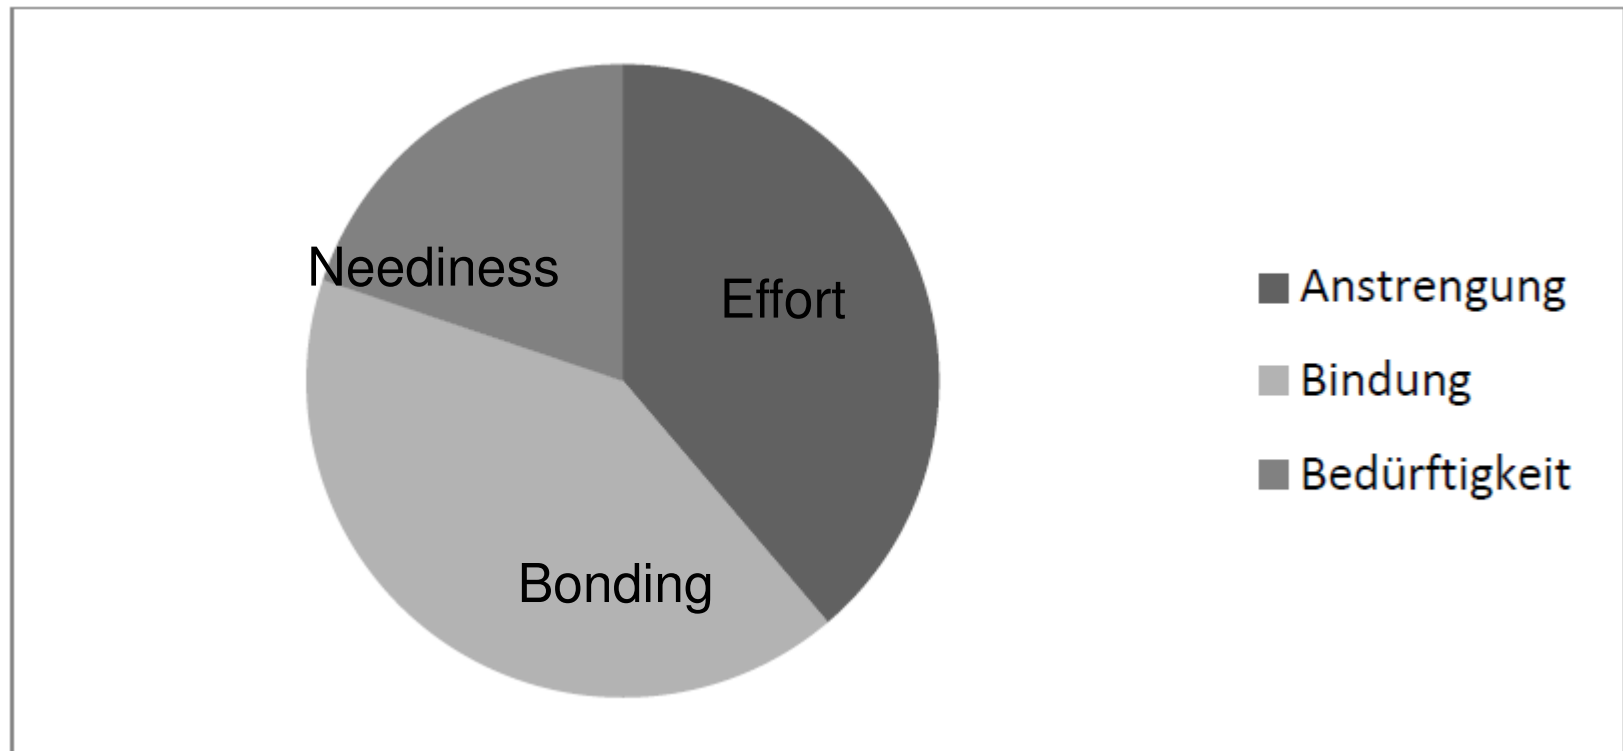 Neediness
Effort
Bonding
Anstrengung
Bindung
Bedürftigkeit